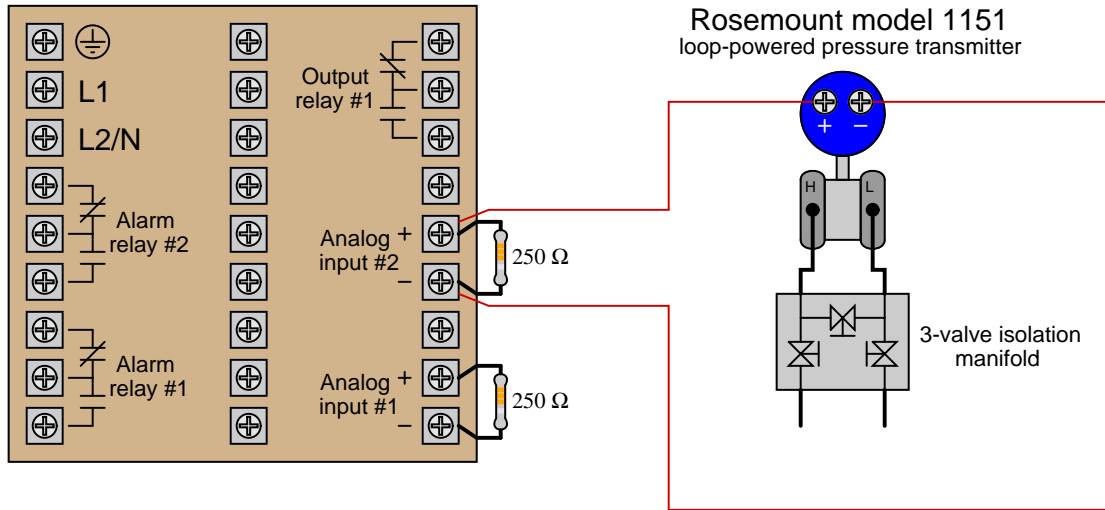 Rosemount model 1151
loop-powered pressure transmitter
L1
L2/N
Output
relay #1
+ −
H L
Alarm
relay #2
Analog
input #2
+
−
250 Ω
3-valve isolation
manifold
Alarm
relay #1
Analog
input #1
+
−
250 Ω